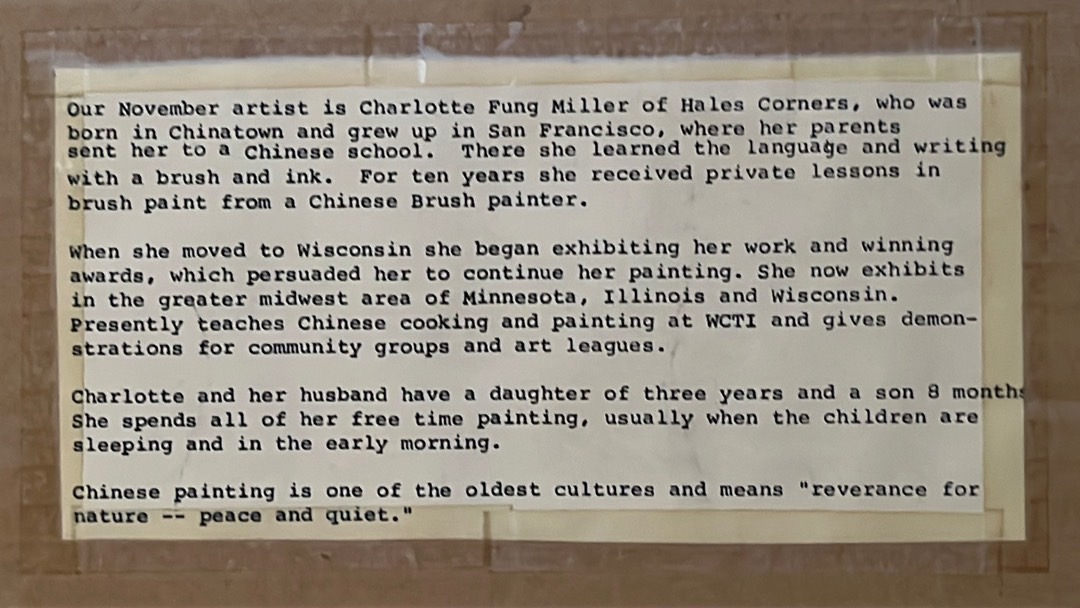 Our November artist is Charlotte Fung Miller of Hales Corners, who was
born in Chinatown and grew up in San Francisco, where her parents
sent her to a Chinese school.  There she learned the language and writing
with a brush and ink.  For ten years she received private lessons in
brush paint from a Chinese Brush painter.
When she moved to Wisconsin she began exhibiting her work and winning
awards, which persuaded her to continue her painting. She now exhibits
in the greater midwest area of Minnesota, Illinois and Wisconsin.
Presently teaches Chinese cooking and painting at WCTI and gives demon-
strations for community groups and art leagues.
Charlotte and her husband have a daughter of three years and a son 8 months
She spends all of her free time painting, usually when the children are
sleeping and in the early morning.
Chinese painting is one of the oldest cultures and means "reverance for
nature -- peace and quiet."